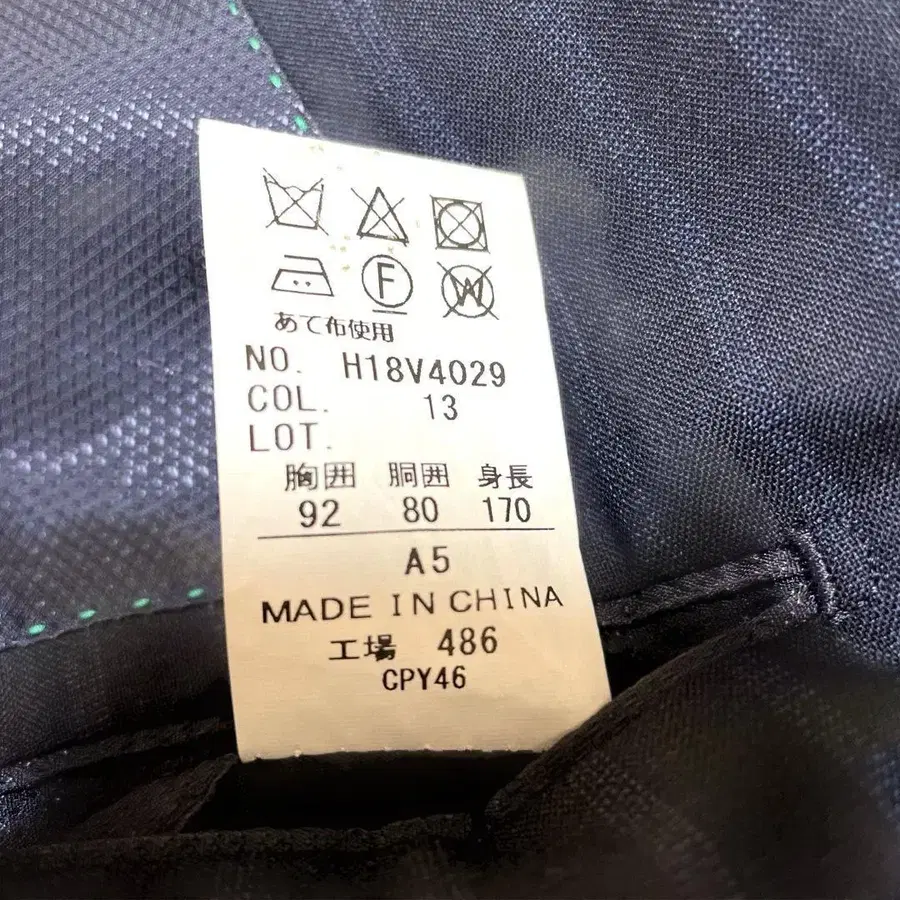 F
W
あて布使用
NO. H18V4029
COL. 13
LOT.
胸囲 胴囲 身長
92 80 170
A5
MADE IN CHINA
工場 486
CPY46